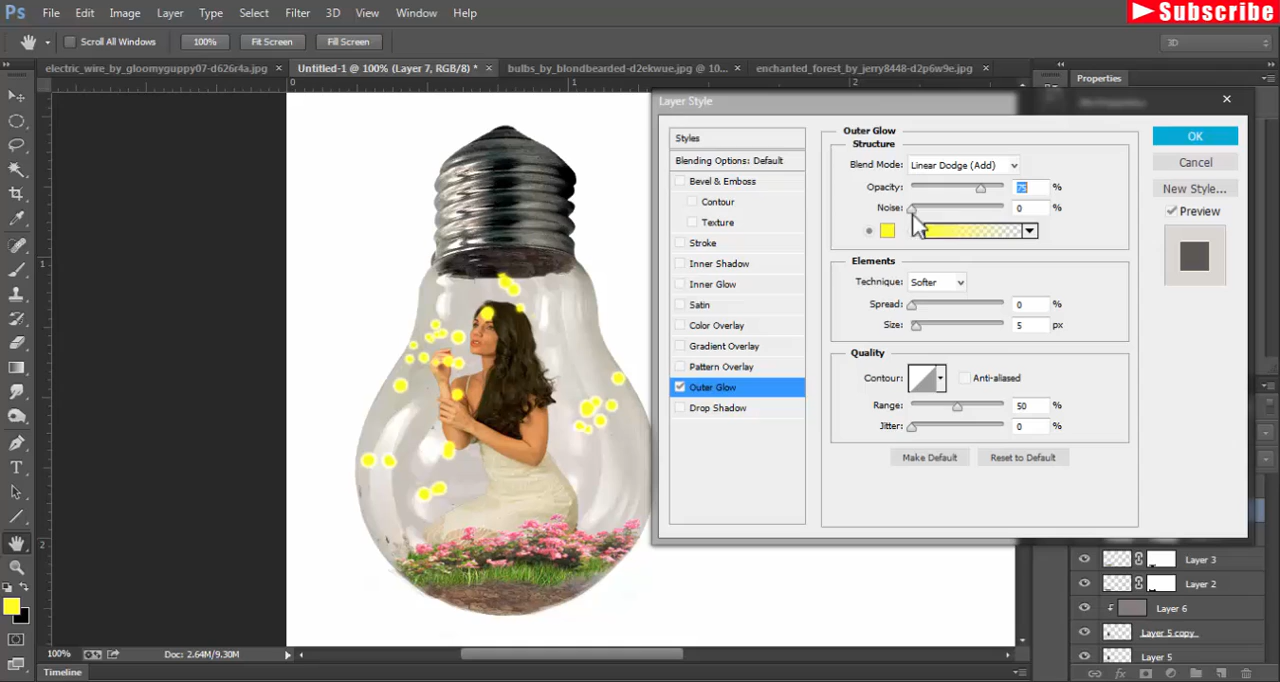 Subscribe
Ps File Edit Image Layer Type Select Filter 3D View Window Help
Scroll All Windows 100% Fit Screen Fill Screen 3D
electric_wire_by_gloomyguppy07-d626r4a.jpg × Untitled-1 @ 100% (Layer 7, RGB/8) * × bulbs_by_blondbearded-d2ekwue.jpg @ 10... × enchanted_forest_by_jerry8448-d2p6w9e.jpg × Properties
0 1 2
Layer Style
Styles
Blending Options: Default
Bevel & Emboss
Contour
Texture
Stroke
Inner Shadow
Inner Glow
Satin
Color Overlay
Gradient Overlay
Pattern Overlay
Outer Glow
Drop Shadow
Outer Glow
Structure
Blend Mode: Linear Dodge (Add)
Opacity: 75 %
Noise: 0 %
Elements
Technique: Softer
Spread: 0 %
Size: 5 px
Quality
Contour: Anti-aliased
Range: 50 %
Jitter: 0 %
Make Default Reset to Default
OK
Cancel
New Style...
Preview
1
2
Layer 3
Layer 2
Layer 6
Layer 5 copy
Layer 5
100% Doc: 2.64M/9.30M
Timeline
fx